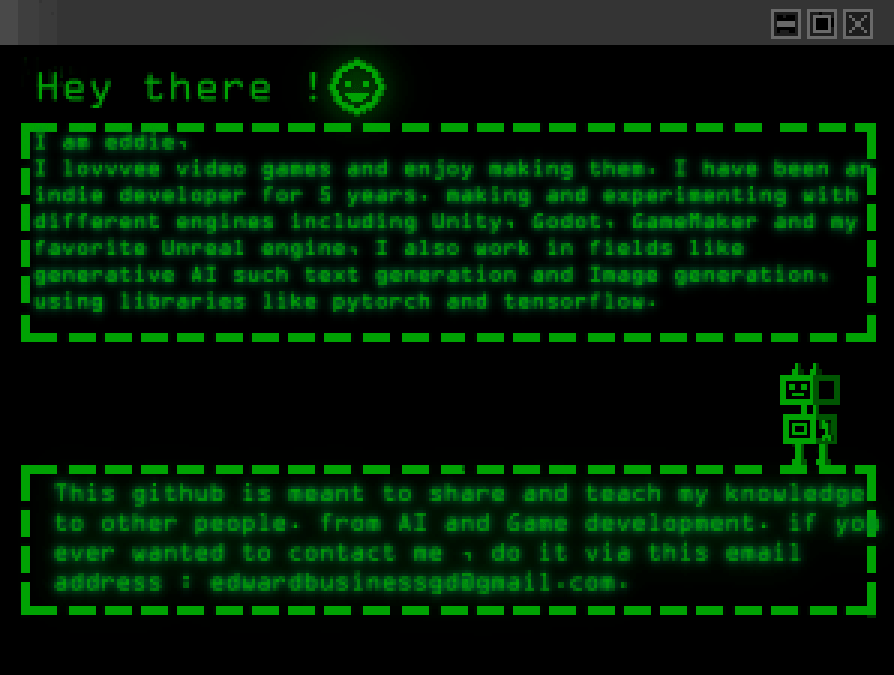 Hey there !
I am eddie,
I lovvvee video games and enjoy making them. I have been an
indie developer for 5 years. making and experimenting with
different engines including Unity, Godot, GameMaker and my
favorite Unreal engine, I also work in fields like
generative AI such text generation and Image generation,
using libraries like pytorch and tensorflow.
This github is meant to share and teach my knowledge
to other people. from AI and Game development. if you
ever wanted to contact me , do it via this email
address : edwardbusinessgd@gmail.com.